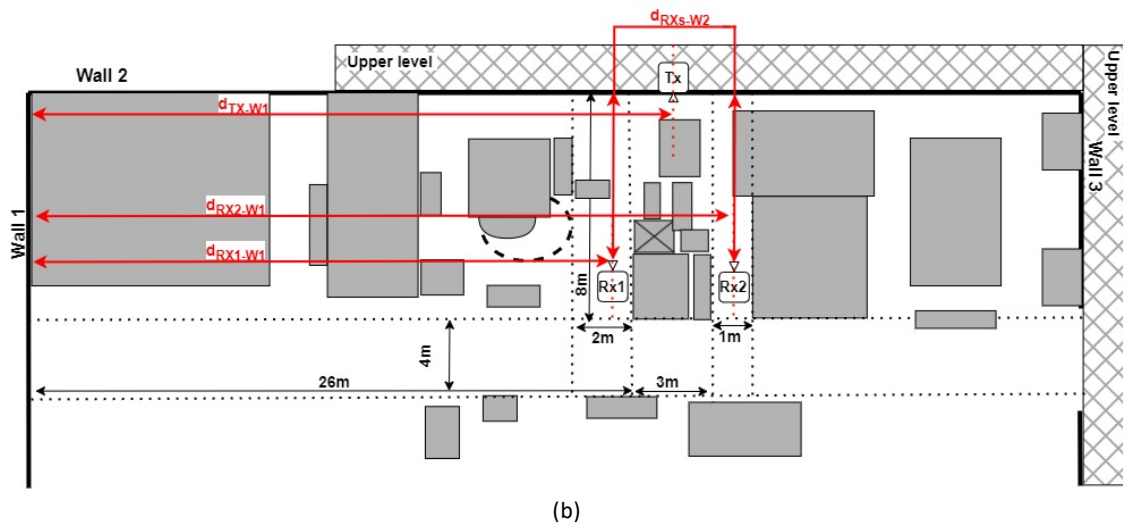 dRXs-W2
Wall 2
Upper level
Tx
Upper level
dTX-W1
Wall 3
Wall 1
dRX2-W1
dRX1-W1
8m
Rx1
Rx2
2m
1m
4m
26m
3m
(b)